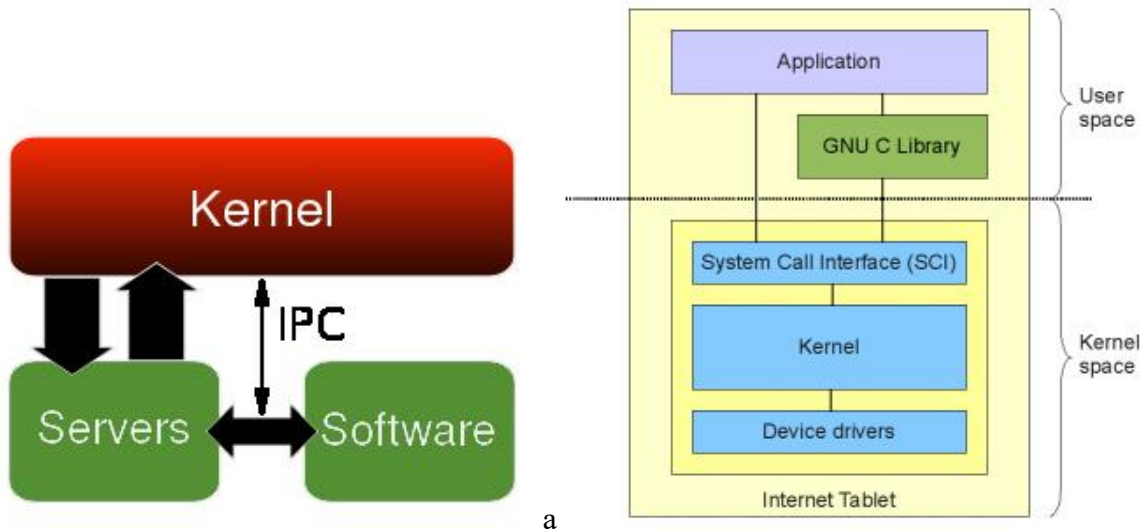 Kernel
IPC
Servers
Software
a
Application
GNU C Library
User
space
System Call Interface (SCI)
Kernel
Device drivers
Kernel
space
Internet Tablet